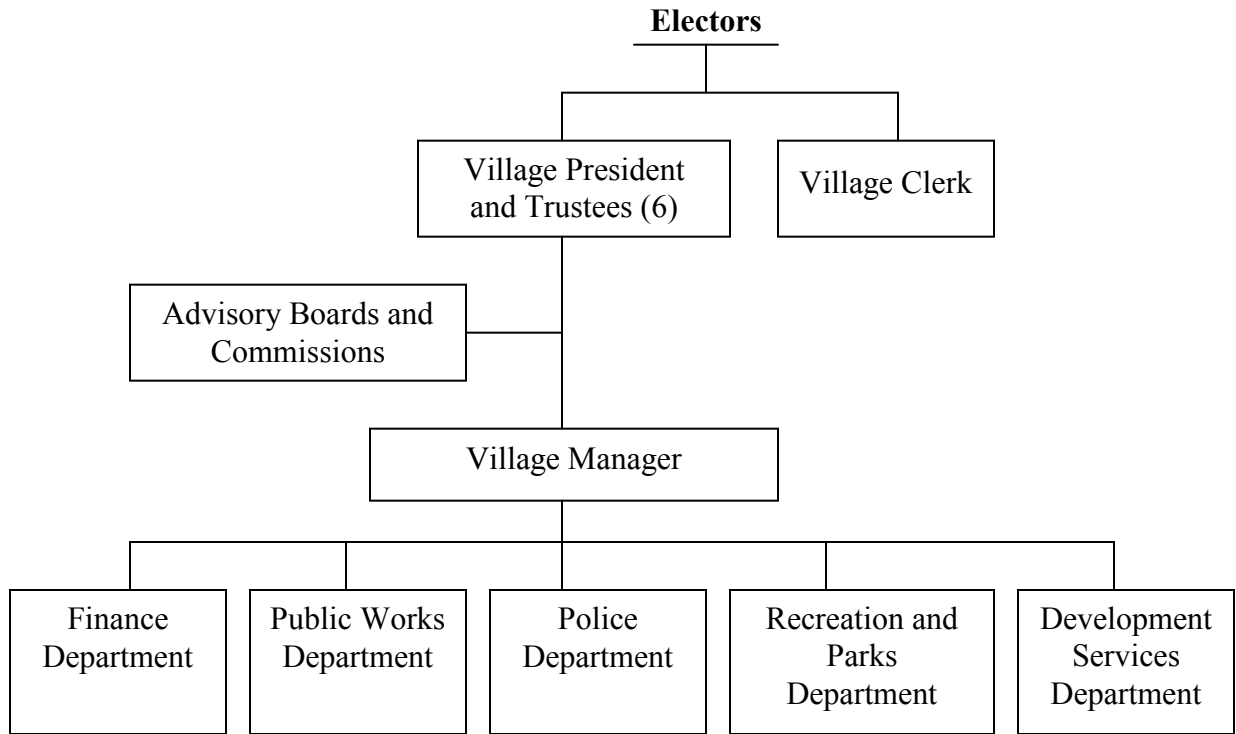 Electors
Village President
and Trustees (6)
Village Clerk
Advisory Boards and
Commissions
Village Manager
Finance
Department
Public Works
Department
Police
Department
Recreation and
Parks
Department
Development
Services
Department